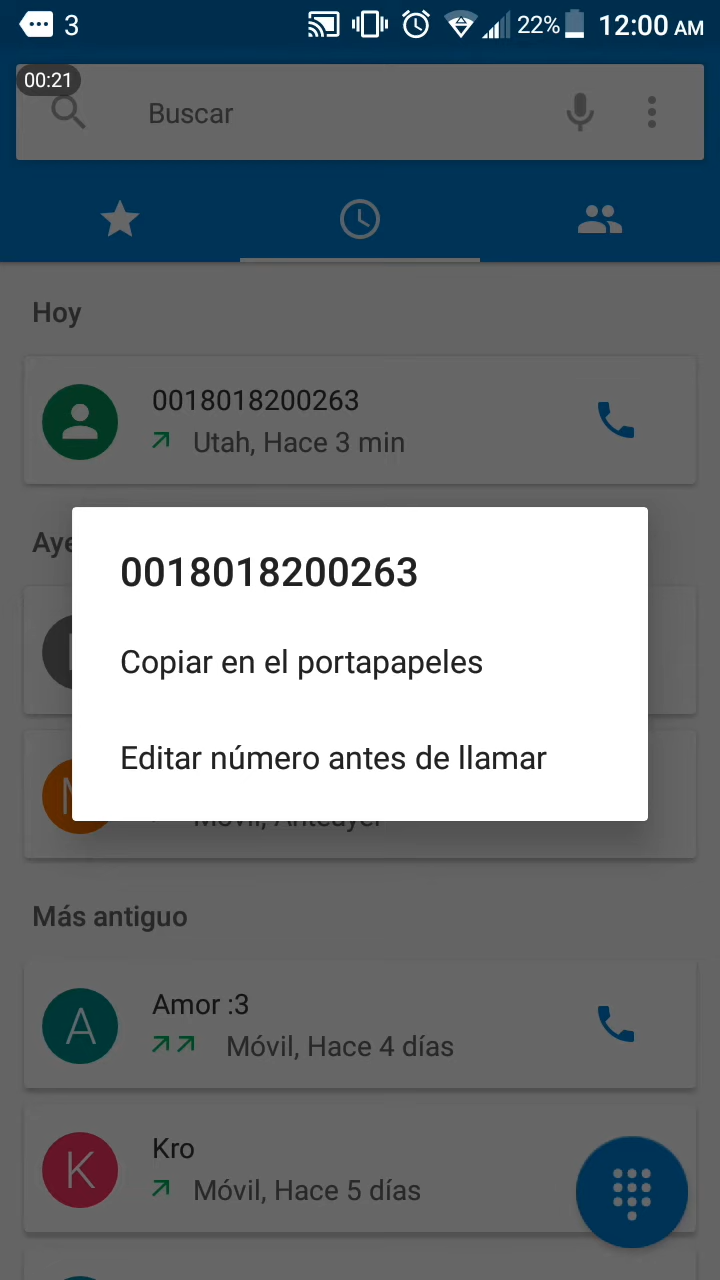 3
22%
12:00 AM
00:21
Buscar
Hoy
0018018200263
Utah, Hace 3 min
0018018200263
Copiar en el portapapeles
Editar número antes de llamar
Más antiguo
A
Amor :3
Móvil, Hace 4 días
K
Kro
Móvil, Hace 5 días